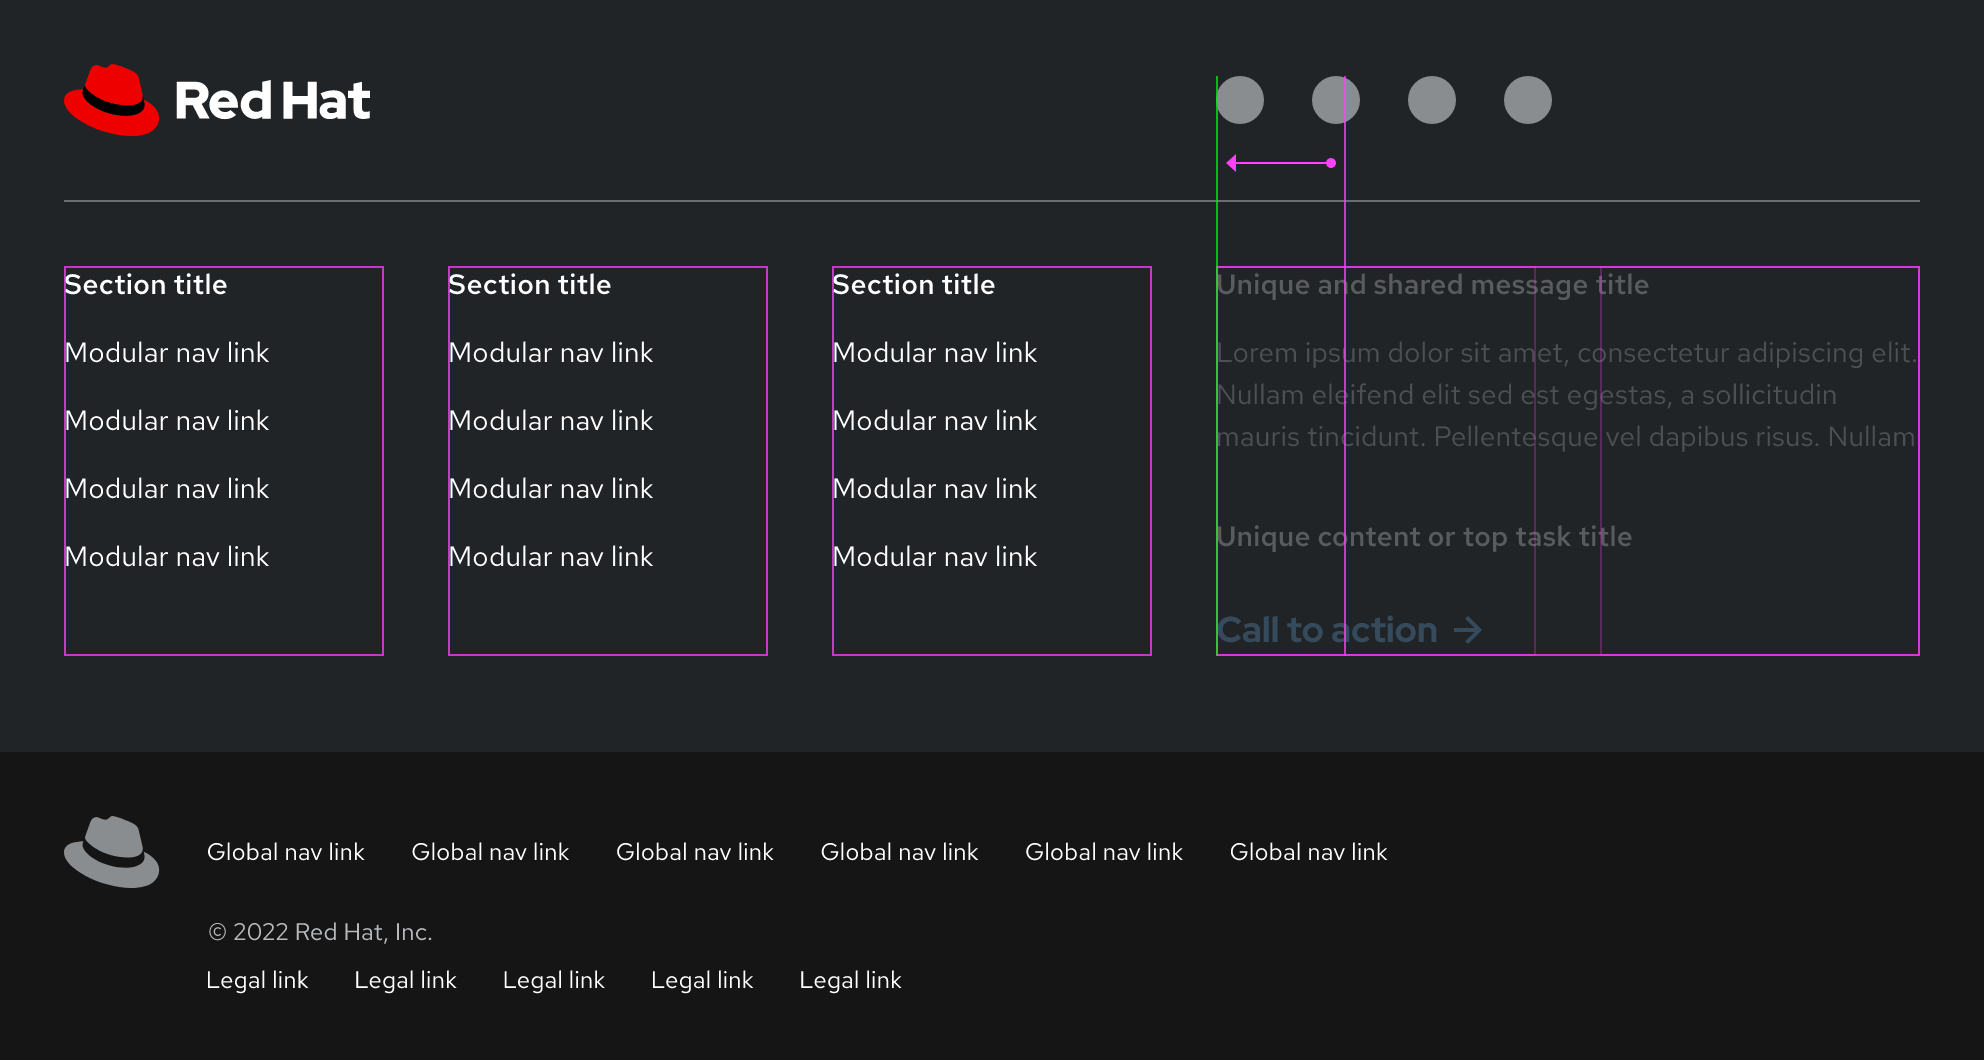 Red Hat
Section title
Modular nav link
Modular nav link
Modular nav link
Modular nav link
Section title
Modular nav link
Modular nav link
Modular nav link
Modular nav link
Section title
Modular nav link
Modular nav link
Modular nav link
Modular nav link
Unique and shared message title
Lorem ipsum dolor sit amet, consectetur adipiscing elit.
Nullam eleifend elit sed est egestas, a sollicitudin
mauris tincidunt. Pellentesque vel dapibus risus. Nullam
Unique content or top task title
Call to action →
Global nav link Global nav link Global nav link Global nav link Global nav link Global nav link
© 2022 Red Hat, Inc.
Legal link Legal link Legal link Legal link Legal link